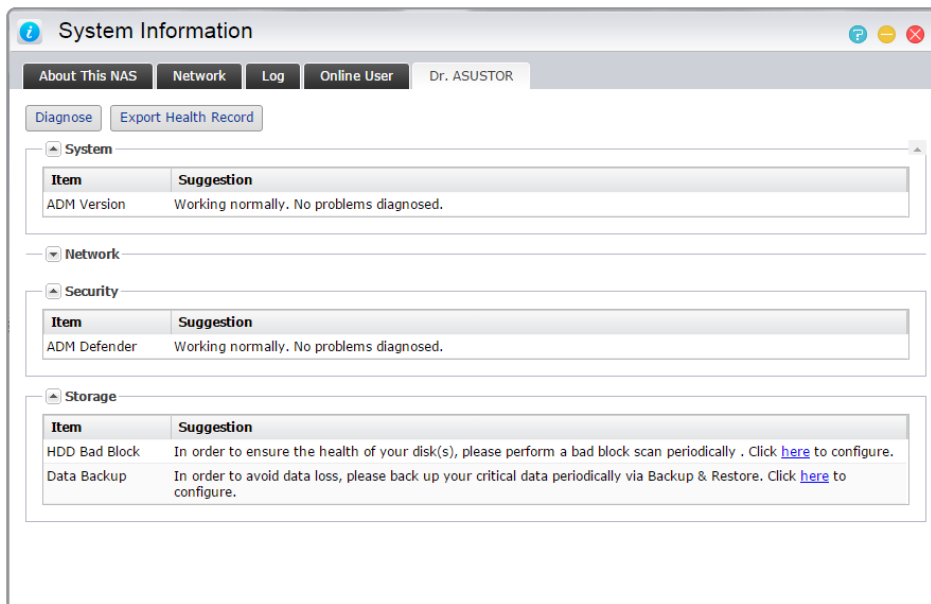 System Information
About This NAS Network Log Online User Dr. ASUSTOR
Diagnose Export Health Record
System
Item Suggestion
ADM Version Working normally. No problems diagnosed.
Network
Security
Item Suggestion
ADM Defender Working normally. No problems diagnosed.
Storage
Item Suggestion
HDD Bad Block In order to ensure the health of your disk(s), please perform a bad block scan periodically . Click here to configure.
Data Backup In order to avoid data loss, please back up your critical data periodically via Backup & Restore. Click here to
configure.